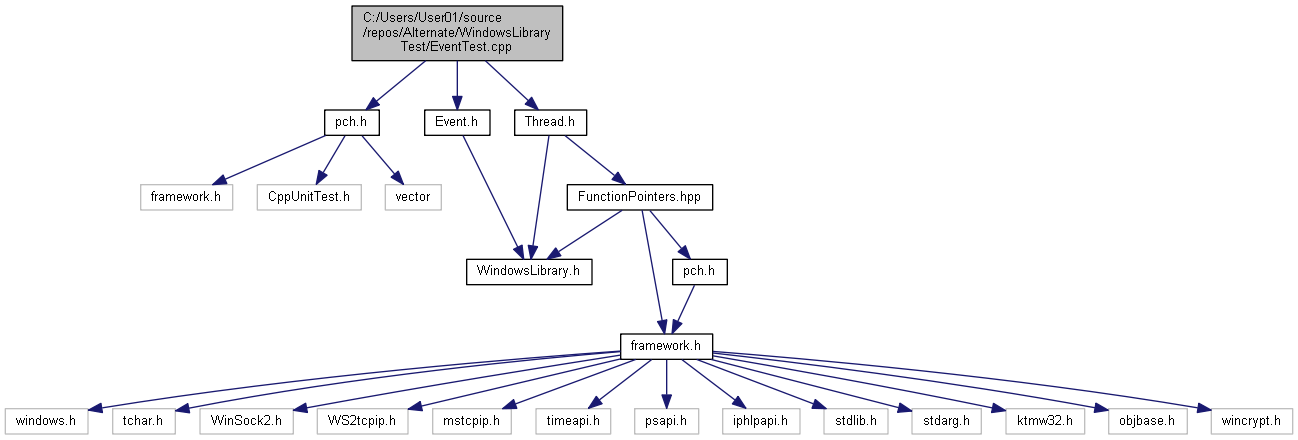 C:/Users/User01/source
/repos/Alternate/WindowsLibrary
Test/EventTest.cpp
pch.h
Event.h
Thread.h
framework.h
CppUnitTest.h
vector
FunctionPointers.hpp
WindowsLibrary.h
pch.h
framework.h
windows.h
tchar.h
WinSock2.h
WS2tcpip.h
mstcpip.h
timeapi.h
psapi.h
iphlpapi.h
stdlib.h
stdarg.h
ktmw32.h
objbase.h
wincrypt.h